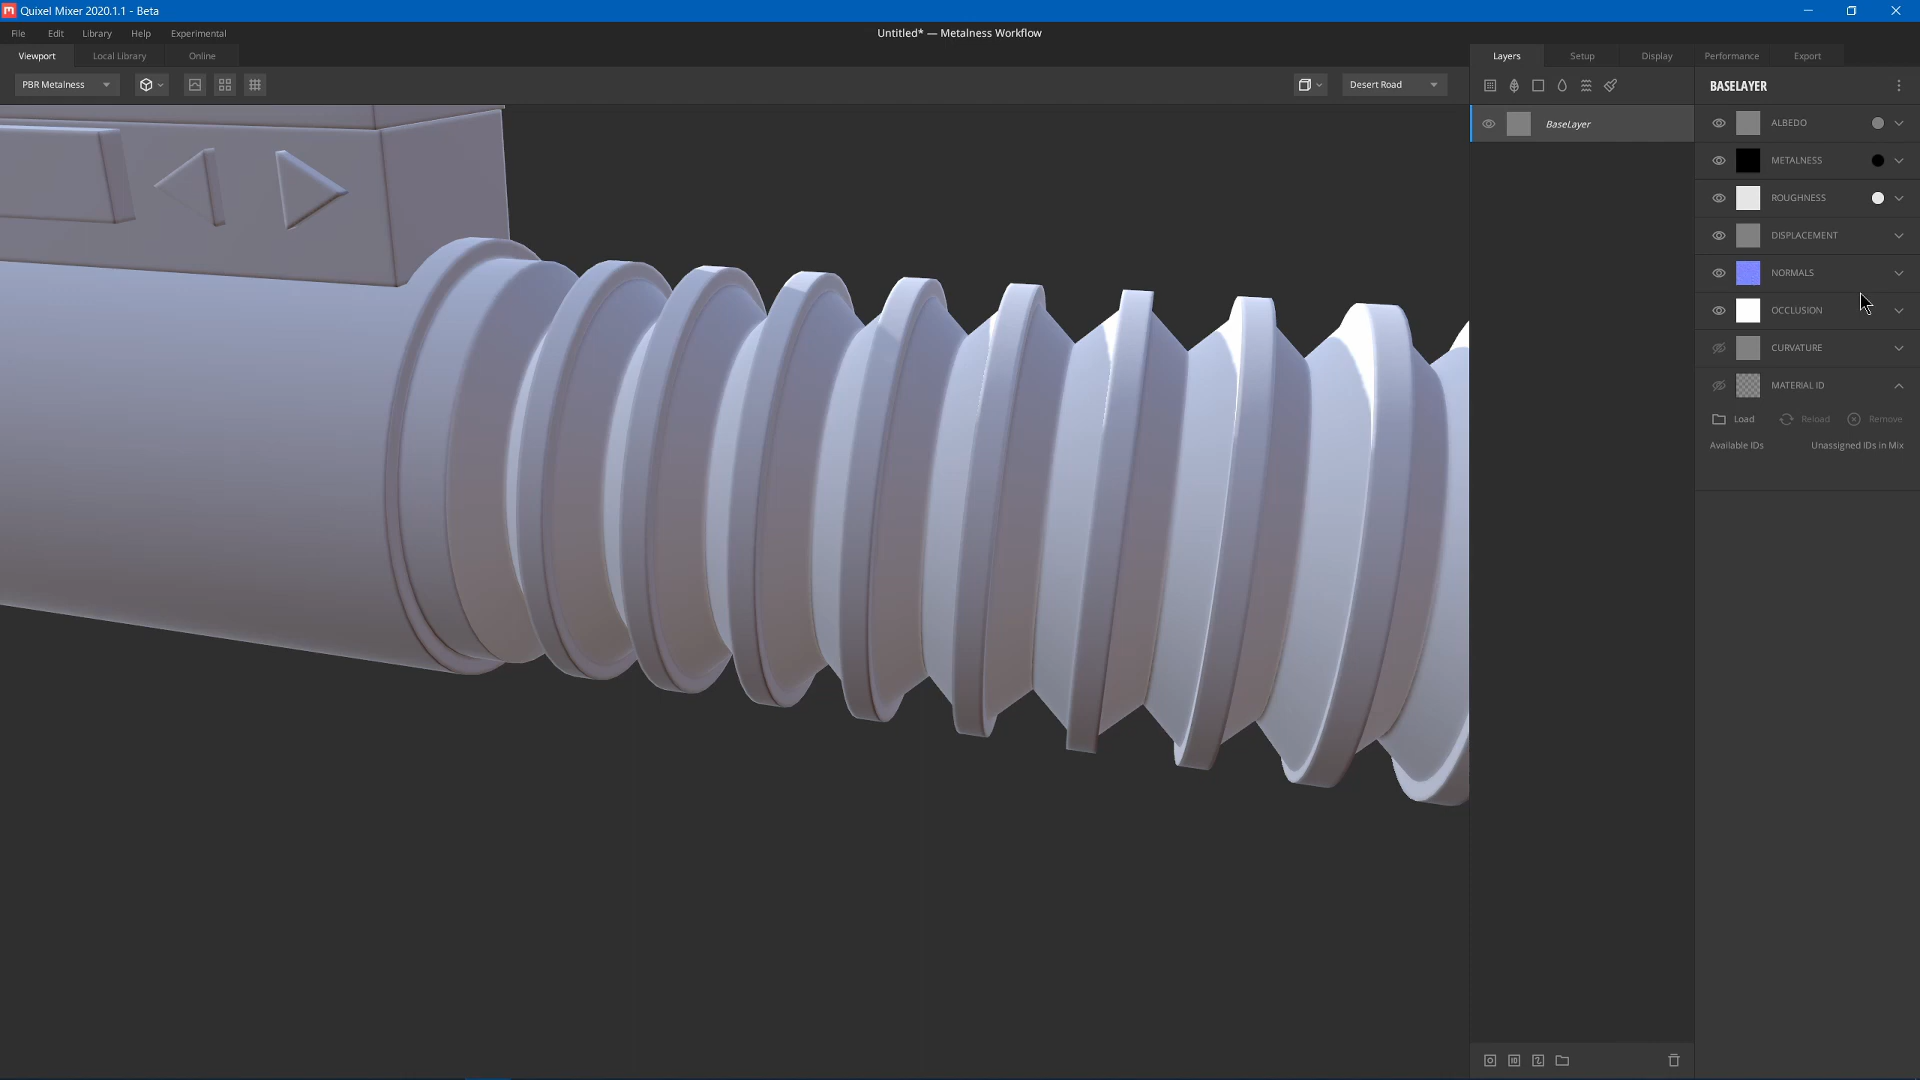 Quixel Mixer 2020.1.1 - Beta
File Edit Library Help Experimental
Untitled* — Metalness Workflow
Viewport Local Library Online
Layers Setup Display Performance Export
PBR Metalness
Desert Road
BASELAYER
BaseLayer
ALBEDO
METALNESS
ROUGHNESS
DISPLACEMENT
NORMALS
OCCLUSION
CURVATURE
MATERIAL ID
Load Reload Remove
Available IDs Unassigned IDs in Mix